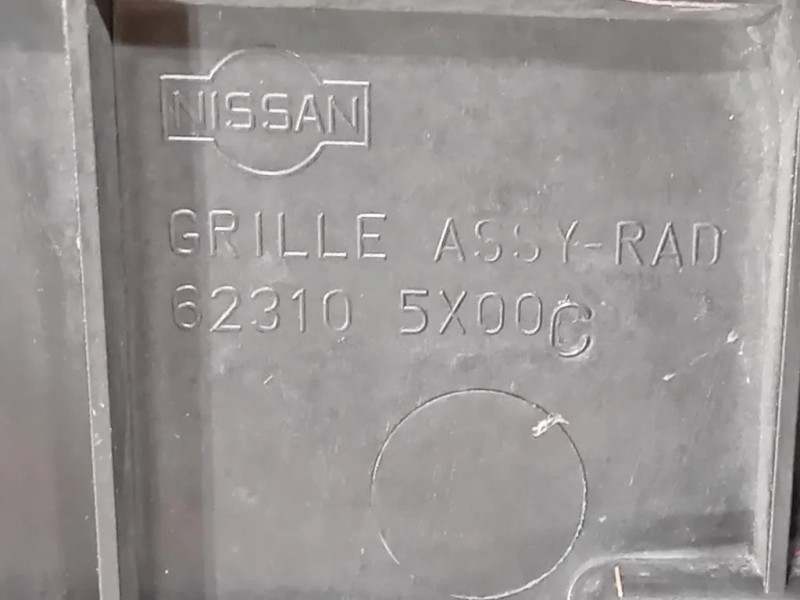 NISSAN
GRILLE ASSY-RAD
62310 5X00C